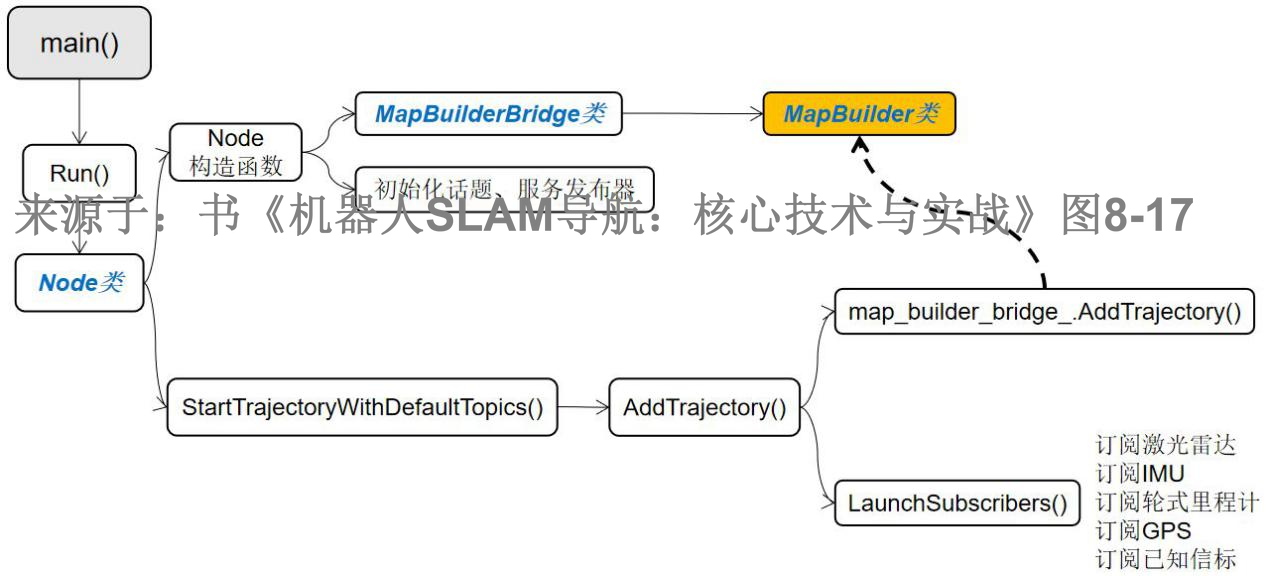 main()
Run()
Node类
Node
构造函数
MapBuilderBridge类
MapBuilder类
初始化话题、服务发布器
来源于：书《机器人SLAM导航：核心技术与实战》图8-17
StartTrajectoryWithDefaultTopics()
AddTrajectory()
map_builder_bridge_.AddTrajectory()
LaunchSubscribers()
订阅激光雷达
订阅IMU
订阅轮式里程计
订阅GPS
订阅已知信标